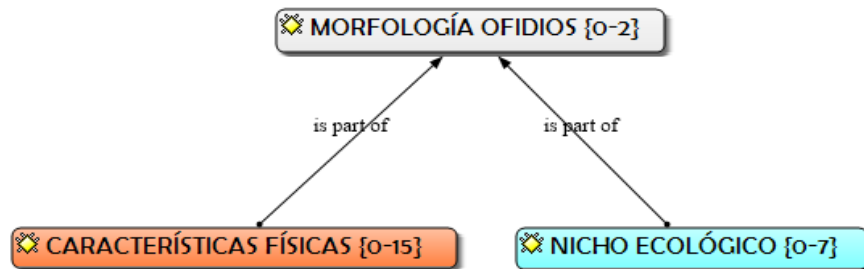 MORFOLOGÍA OFIDIOS {0-2}
is part of
is part of
CARACTERÍSTICAS FÍSICAS {0-15}
NICHO ECOLÓGICO {0-7}